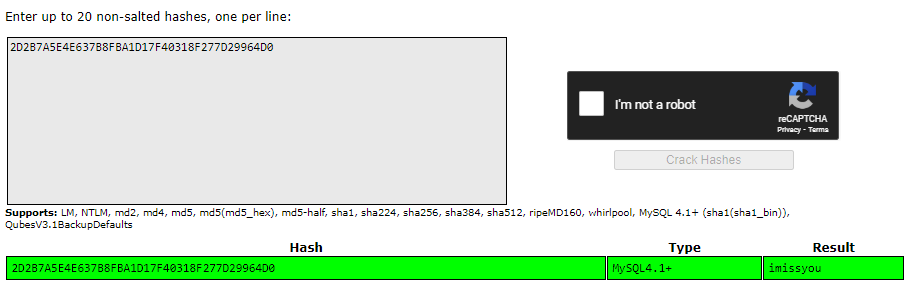 Enter up to 20 non-salted hashes, one per line:
2D2B7A5E4E637B8FBA1D17F40318F277D29964D0
I'm not a robot
reCAPTCHA
Privacy - Terms
Crack Hashes
Supports: LM, NTLM, md2, md4, md5, md5(md5_hex), md5-half, sha1, sha224, sha256, sha384, sha512, ripeMD160, whirlpool, MySQL 4.1+ (sha1(sha1_bin)),
QubesV3.1BackupDefaults
Hash Type Result
2D2B7A5E4E637B8FBA1D17F40318F277D29964D0 MySQL4.1+ imissyou